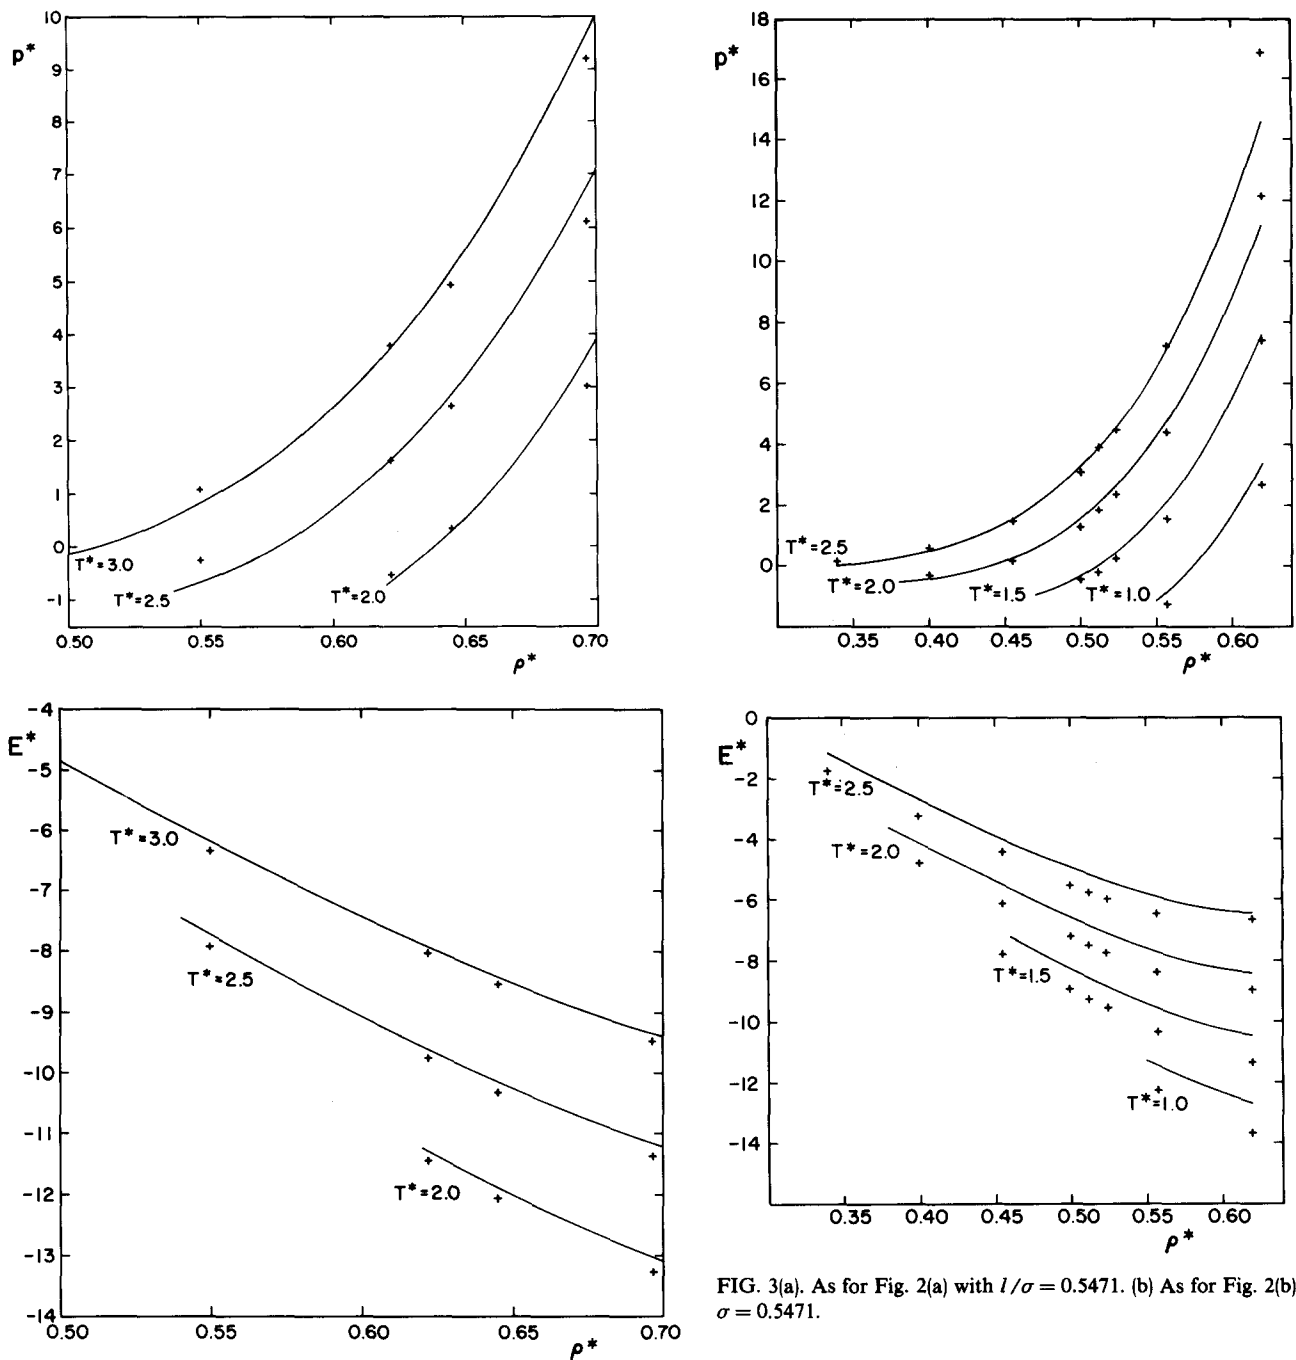 10
p*
9
8
7
6
5
4
3
2
1
0
-1
T*=3.0
T*=2.5
T*=2.0
0.50
0.55
0.60
0.65
0.70
ρ*
18
p*
16
14
12
10
8
6
4
2
0
T*=2.5
T*=2.0
T*=1.5
T*=1.0
0.35
0.40
0.45
0.50
0.55
0.60
ρ*
-4
E*
-5
-6
-7
-8
-9
-10
-11
-12
-13
-14
T*=3.0
T*=2.5
T*=2.0
0.50
0.55
0.60
0.65
0.70
ρ*
0
E*
-2
-4
-6
-8
-10
-12
-14
T*=2.5
T*=2.0
T*=1.5
T*=1.0
0.35
0.40
0.45
0.50
0.55
0.60
ρ*
FIG. 3(a). As for Fig. 2(a) with l/σ = 0.5471. (b) As for Fig. 2(b)
σ = 0.5471.